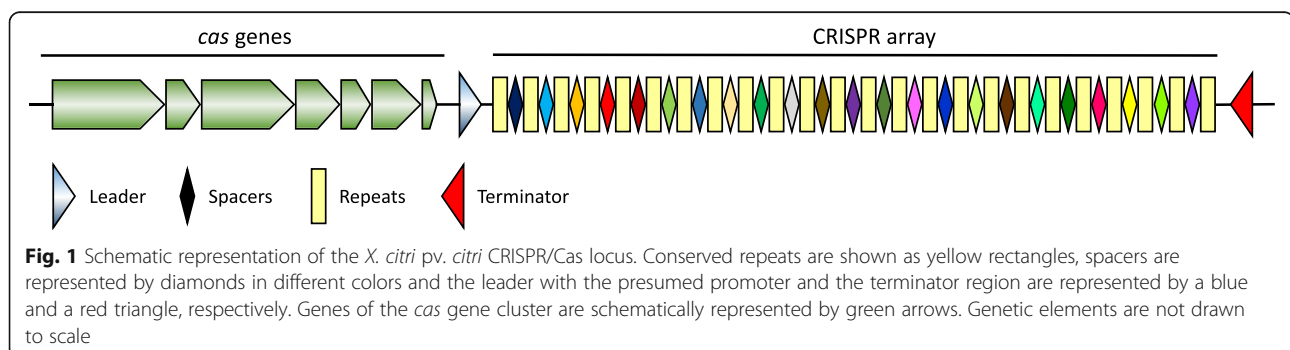 cas genes
CRISPR array
Leader
Spacers
Repeats
Terminator
Fig. 1 Schematic representation of the X. citri pv. citri CRISPR/Cas locus. Conserved repeats are shown as yellow rectangles, spacers are
represented by diamonds in different colors and the leader with the presumed promoter and the terminator region are represented by a blue
and a red triangle, respectively. Genes of the cas gene cluster are schematically represented by green arrows. Genetic elements are not drawn
to scale